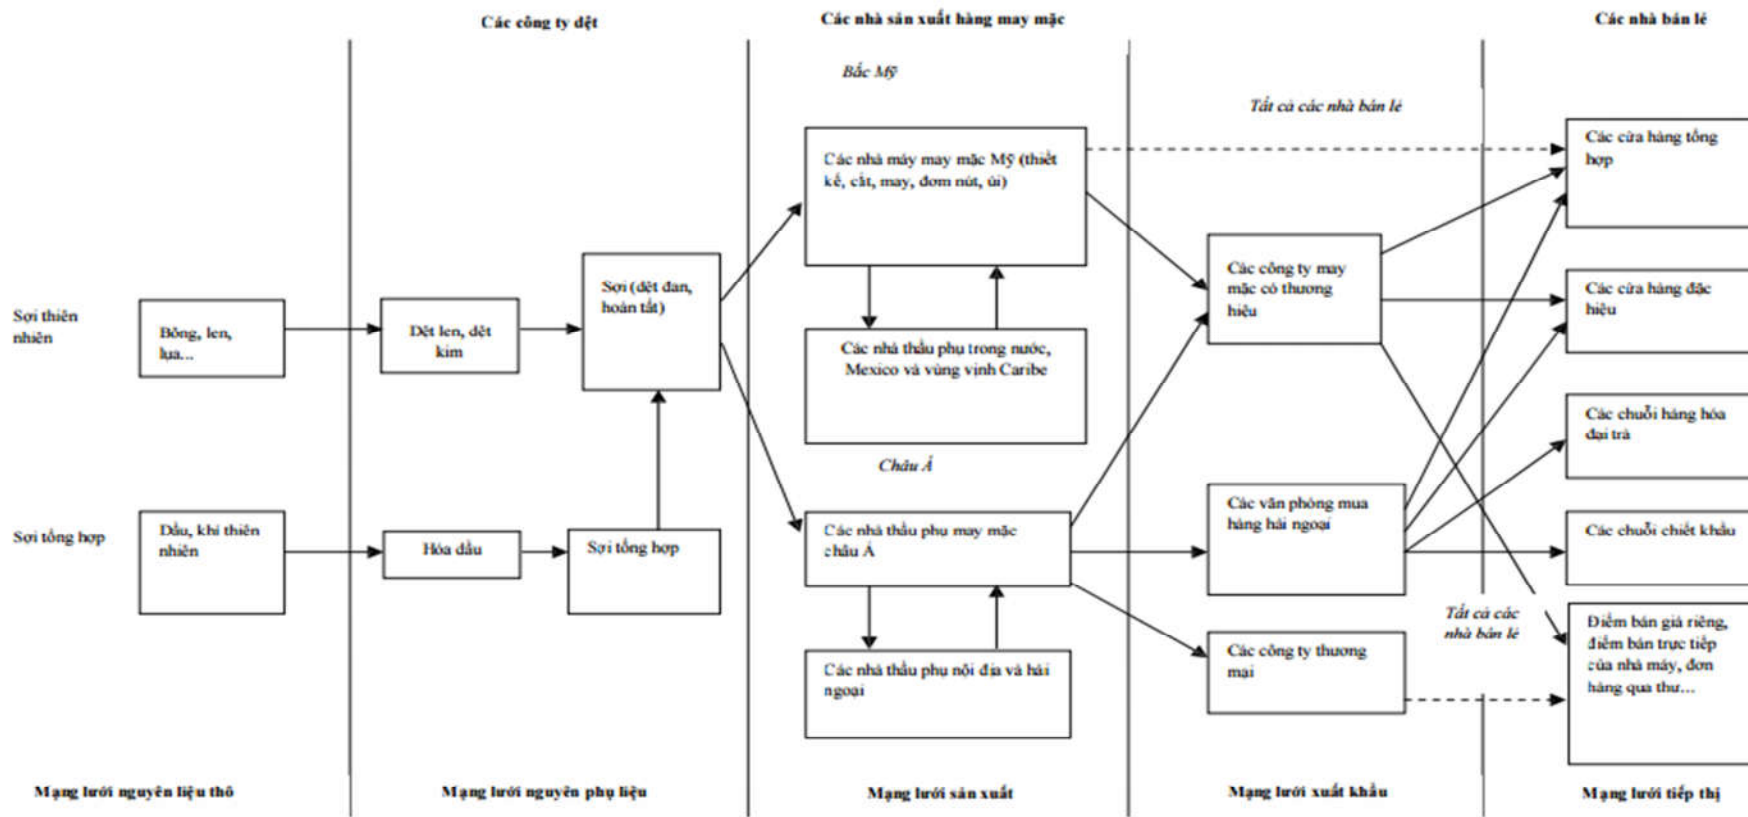 Các công ty dệt
Các nhà sản xuất hàng may mặc
Các nhà bán lẻ
Bắc Mỹ
Tất cả các nhà bán lẻ
Các nhà máy may mặc Mỹ (thiết
kế, cắt, may, đơm nút, ủi)
Các cửa hàng tổng
hợp
Sợi thiên
nhiên
Bông, len,
lụa...
Dệt len, dệt
kim
Sợi (dệt đan,
hoàn tất)
Các nhà thầu phụ trong nước,
Mexico và vùng vịnh Caribe
Các công ty may
mặc có thương
hiệu
Các cửa hàng đặc
hiệu
Các chuỗi hàng hóa
đại trà
Châu Á
Sợi tổng hợp
Dầu, khí thiên
nhiên
Hóa dầu
Sợi tổng hợp
Các nhà thầu phụ may mặc
châu Á
Các văn phòng mua
hàng hải ngoại
Các chuỗi chiết khấu
Các nhà thầu phụ nội địa và hải
ngoại
Các công ty thương
mại
Tất cả các
nhà bán lẻ
Điểm bán giá riêng,
điểm bán trực tiếp
của nhà máy, đơn
hàng qua thư...
Mạng lưới nguyên liệu thô
Mạng lưới nguyên phụ liệu
Mạng lưới sản xuất
Mạng lưới xuất khẩu
Mạng lưới tiếp thị